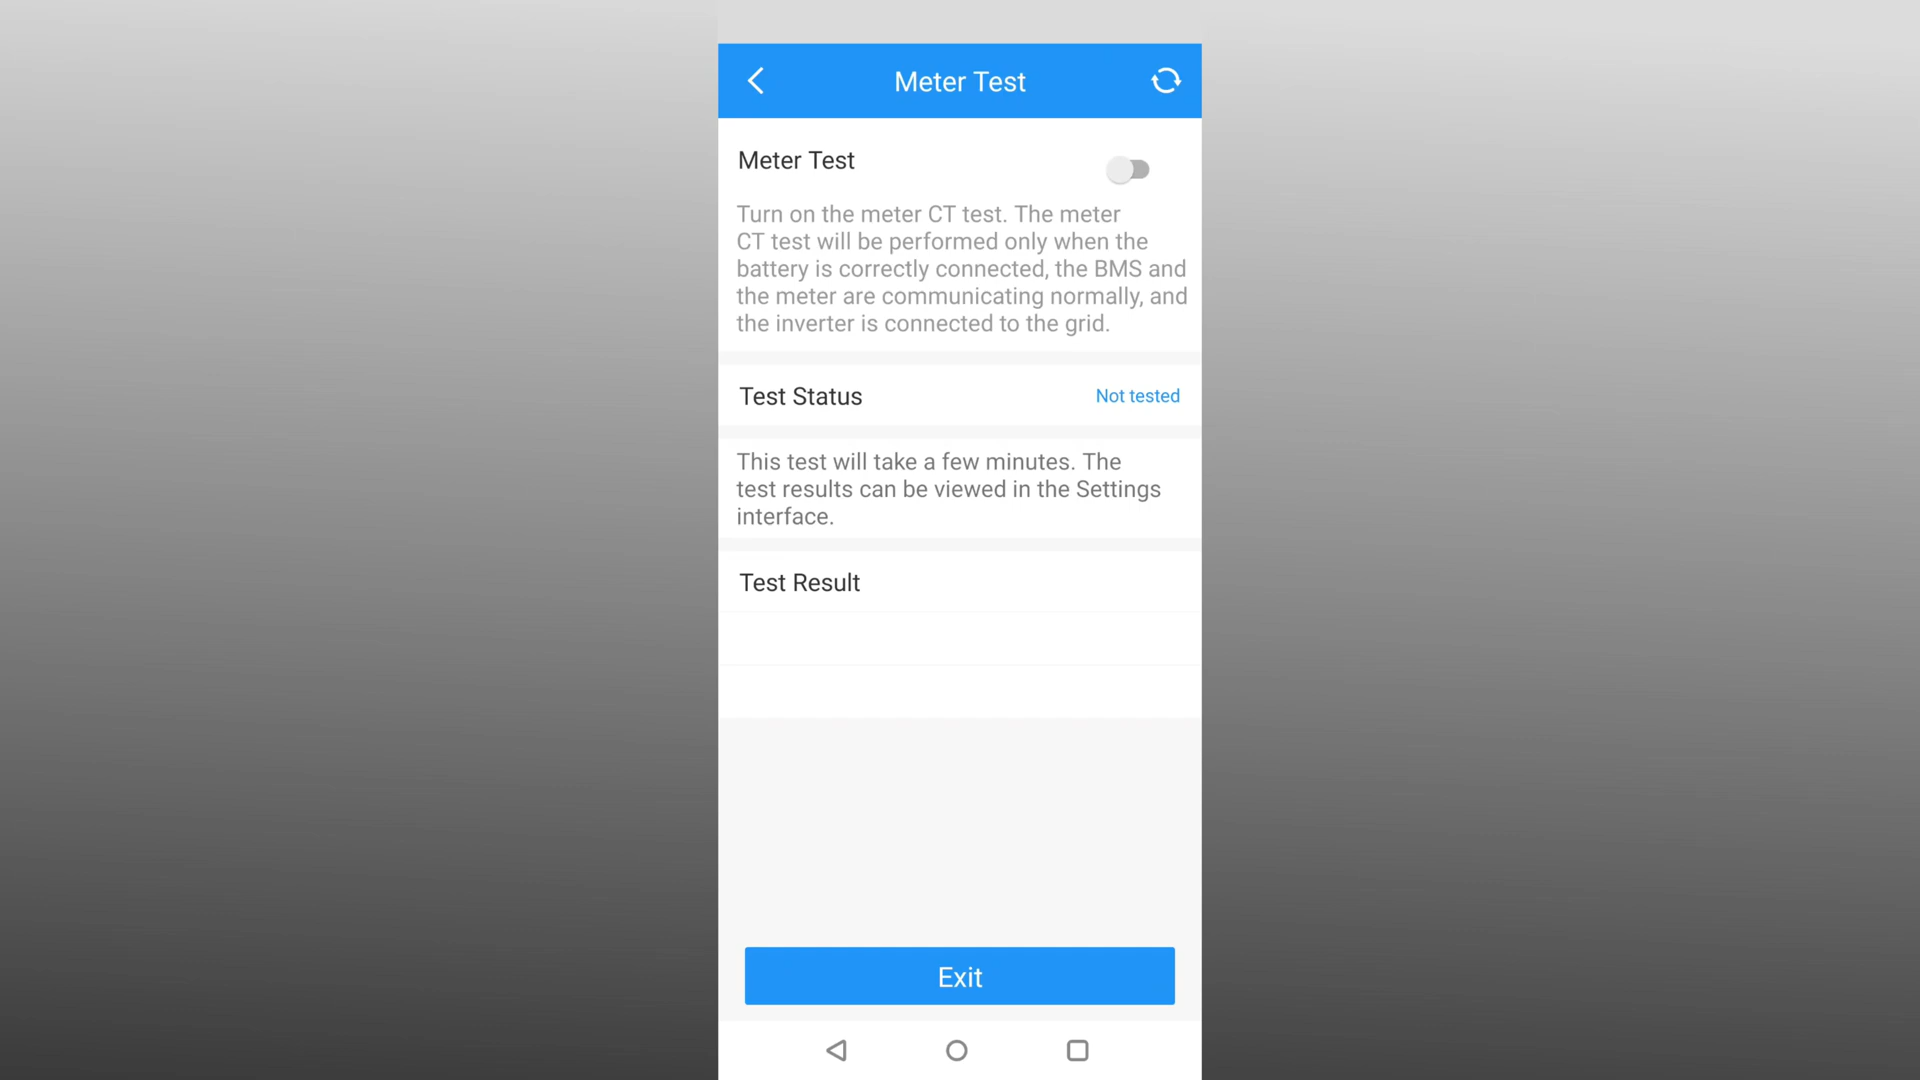 Meter Test
Meter Test
Turn on the meter CT test. The meter
CT test will be performed only when the
battery is correctly connected, the BMS and
the meter are communicating normally, and
the inverter is connected to the grid.
Test Status
Not tested
This test will take a few minutes. The
test results can be viewed in the Settings
interface.
Test Result
Exit